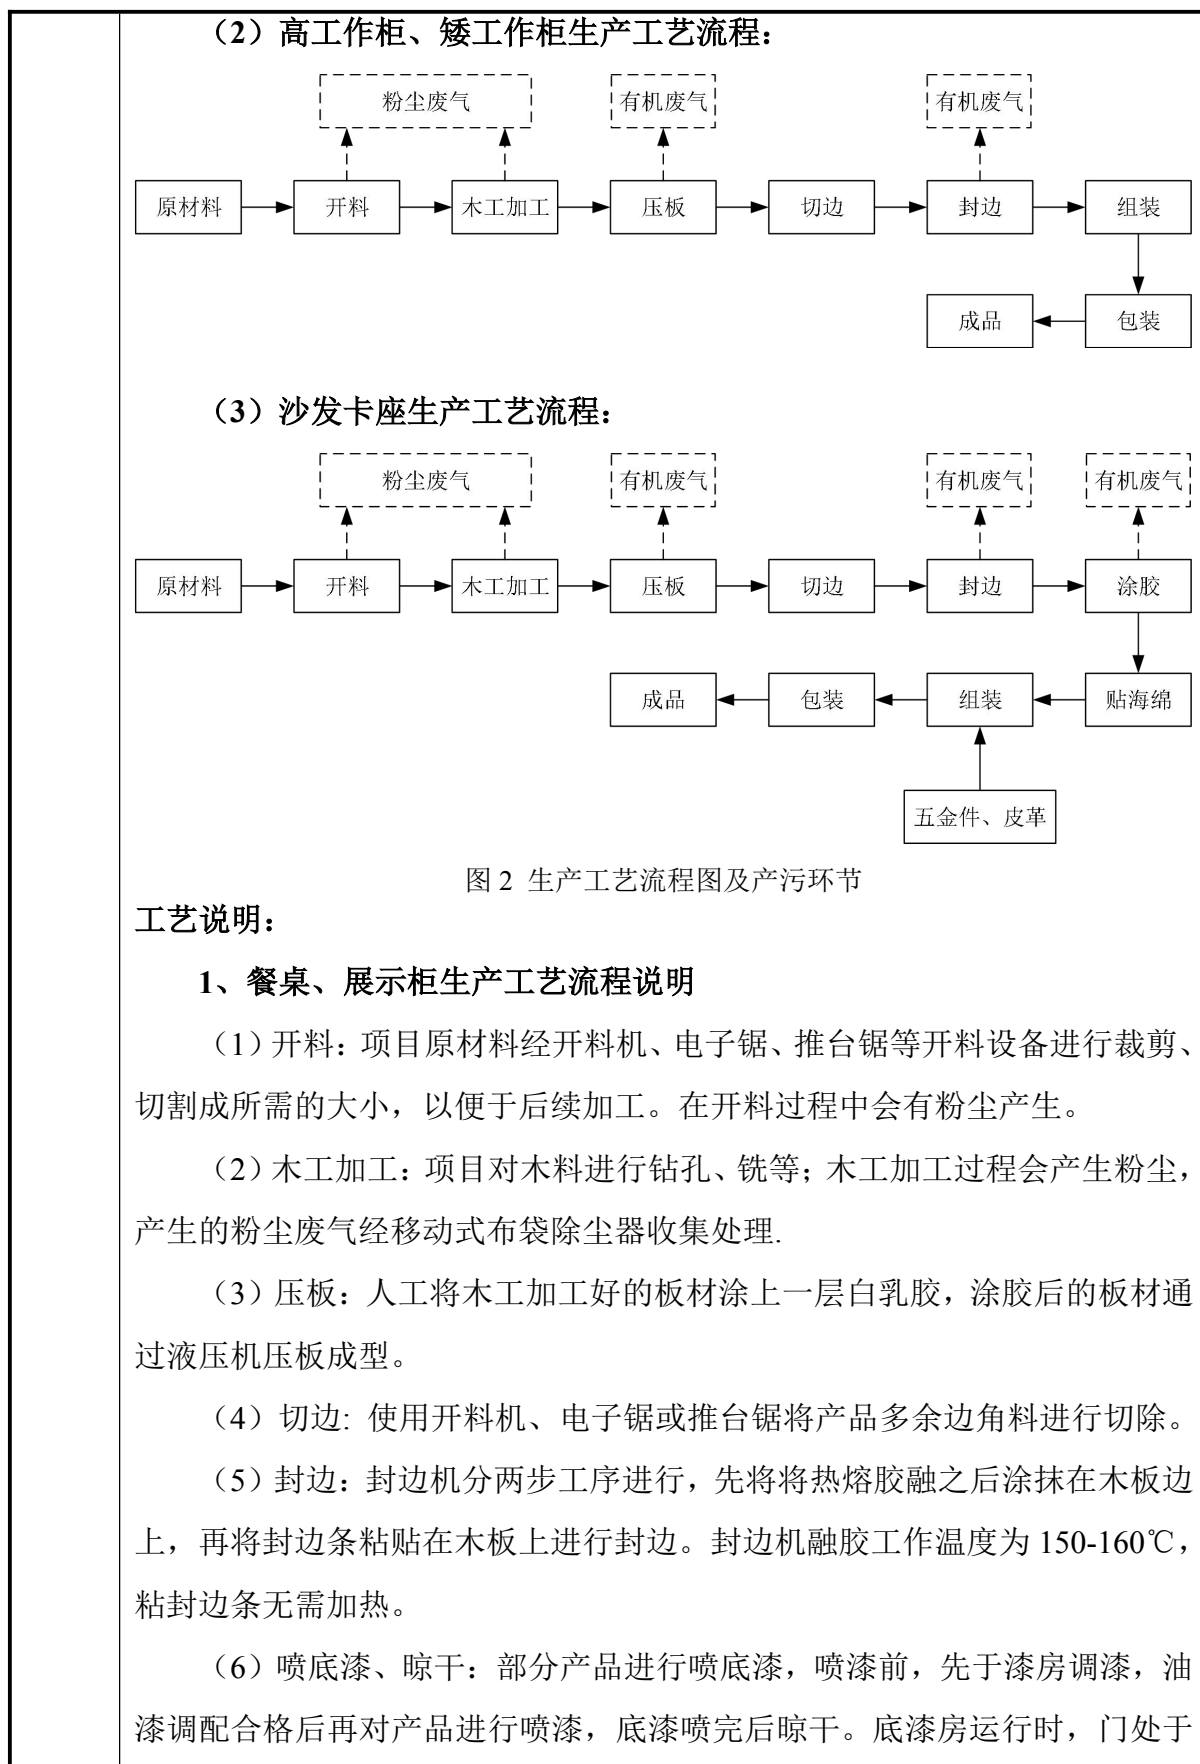 （2）高工作柜、矮工作柜生产工艺流程：
粉尘废气 有机废气 有机废气
原材料 开料 木工加工 压板 切边 封边 组装
成品 包装
（3）沙发卡座生产工艺流程：
粉尘废气 有机废气 有机废气 有机废气
原材料 开料 木工加工 压板 切边 封边 涂胶
成品 包装 组装 贴海绵
五金件、皮革
图 2 生产工艺流程图及产污环节
工艺说明：
1、餐桌、展示柜生产工艺流程说明
（1）开料：项目原材料经开料机、电子锯、推台锯等开料设备进行裁剪、
切割成所需的大小，以便于后续加工。在开料过程中会有粉尘产生。
（2）木工加工：项目对木料进行钻孔、铣等；木工加工过程会产生粉尘，
产生的粉尘废气经移动式布袋除尘器收集处理.
（3）压板：人工将木工加工好的板材涂上一层白乳胶，涂胶后的板材通
过液压机压板成型。
（4）切边: 使用开料机、电子锯或推台锯将产品多余边角料进行切除。
（5）封边：封边机分两步工序进行，先将将热熔胶融之后涂抹在木板边
上，再将封边条粘贴在木板上进行封边。封边机融胶工作温度为 150-160℃，
粘封边条无需加热。
（6）喷底漆、晾干：部分产品进行喷底漆，喷漆前，先于漆房调漆，油
漆调配合格后再对产品进行喷漆，底漆喷完后晾干。底漆房运行时，门处于